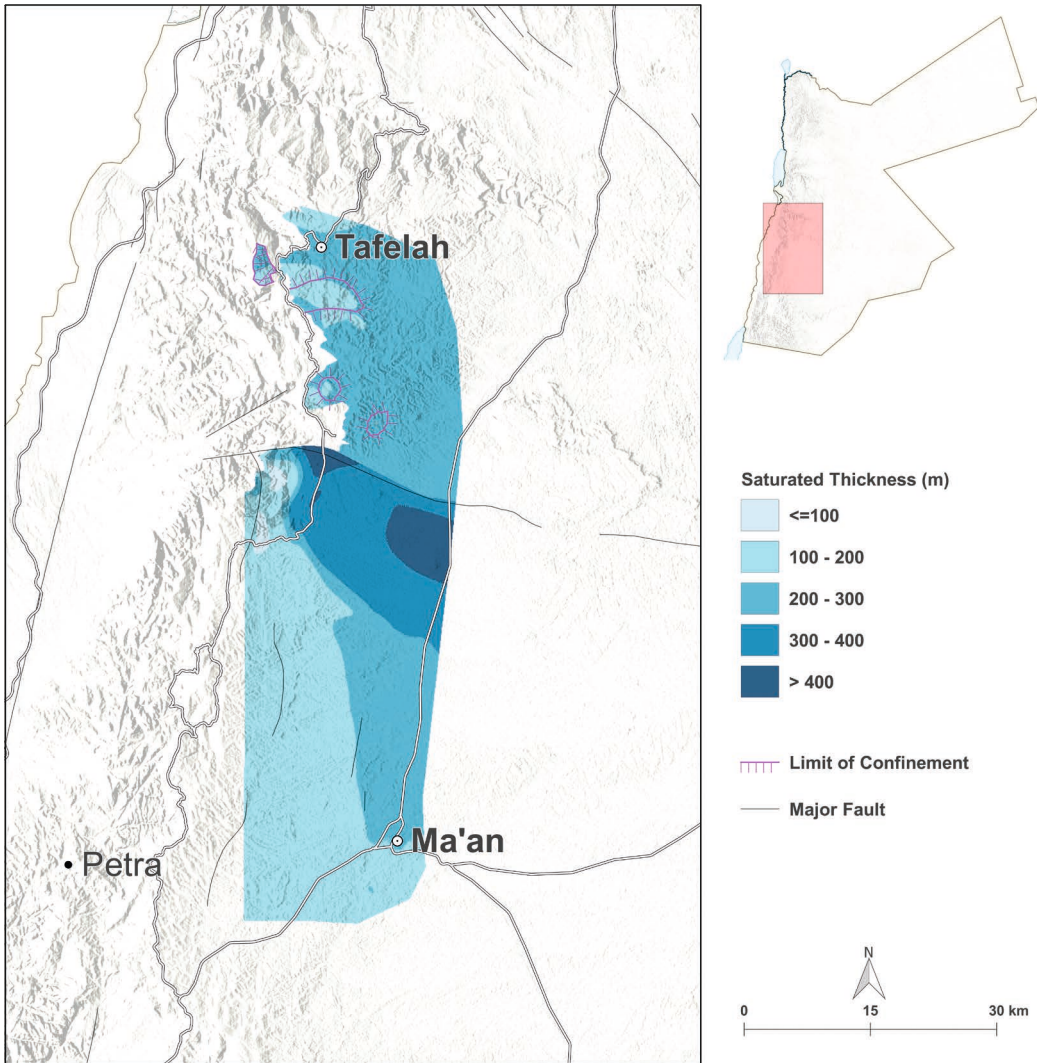 Tafelah
Ma'an
Petra
Saturated Thickness (m)
<=100
100 - 200
200 - 300
300 - 400
> 400
Limit of Confinement
Major Fault
N
0 15 30 km